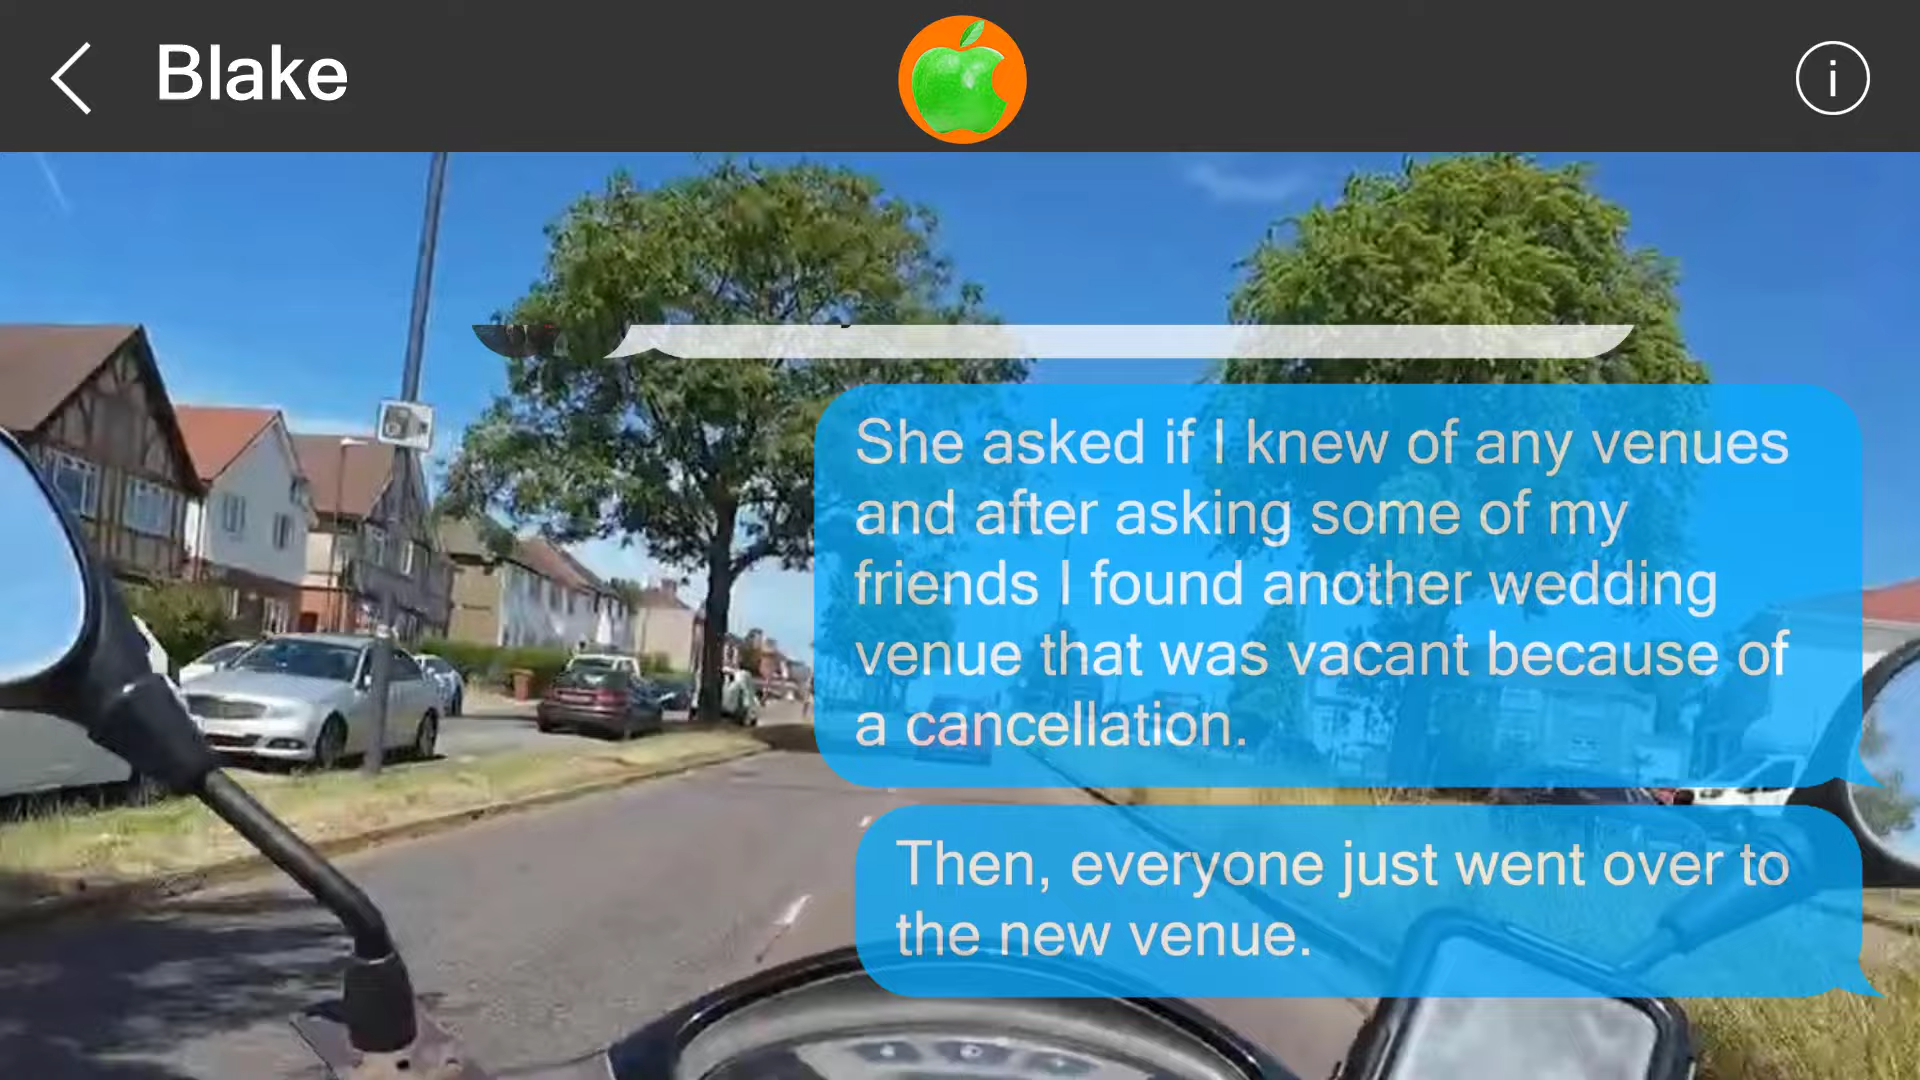 Blake
She asked if I knew of any venues
and after asking some of my
friends I found another wedding
venue that was vacant because of
a cancellation.
Then, everyone just went over to
the new venue.